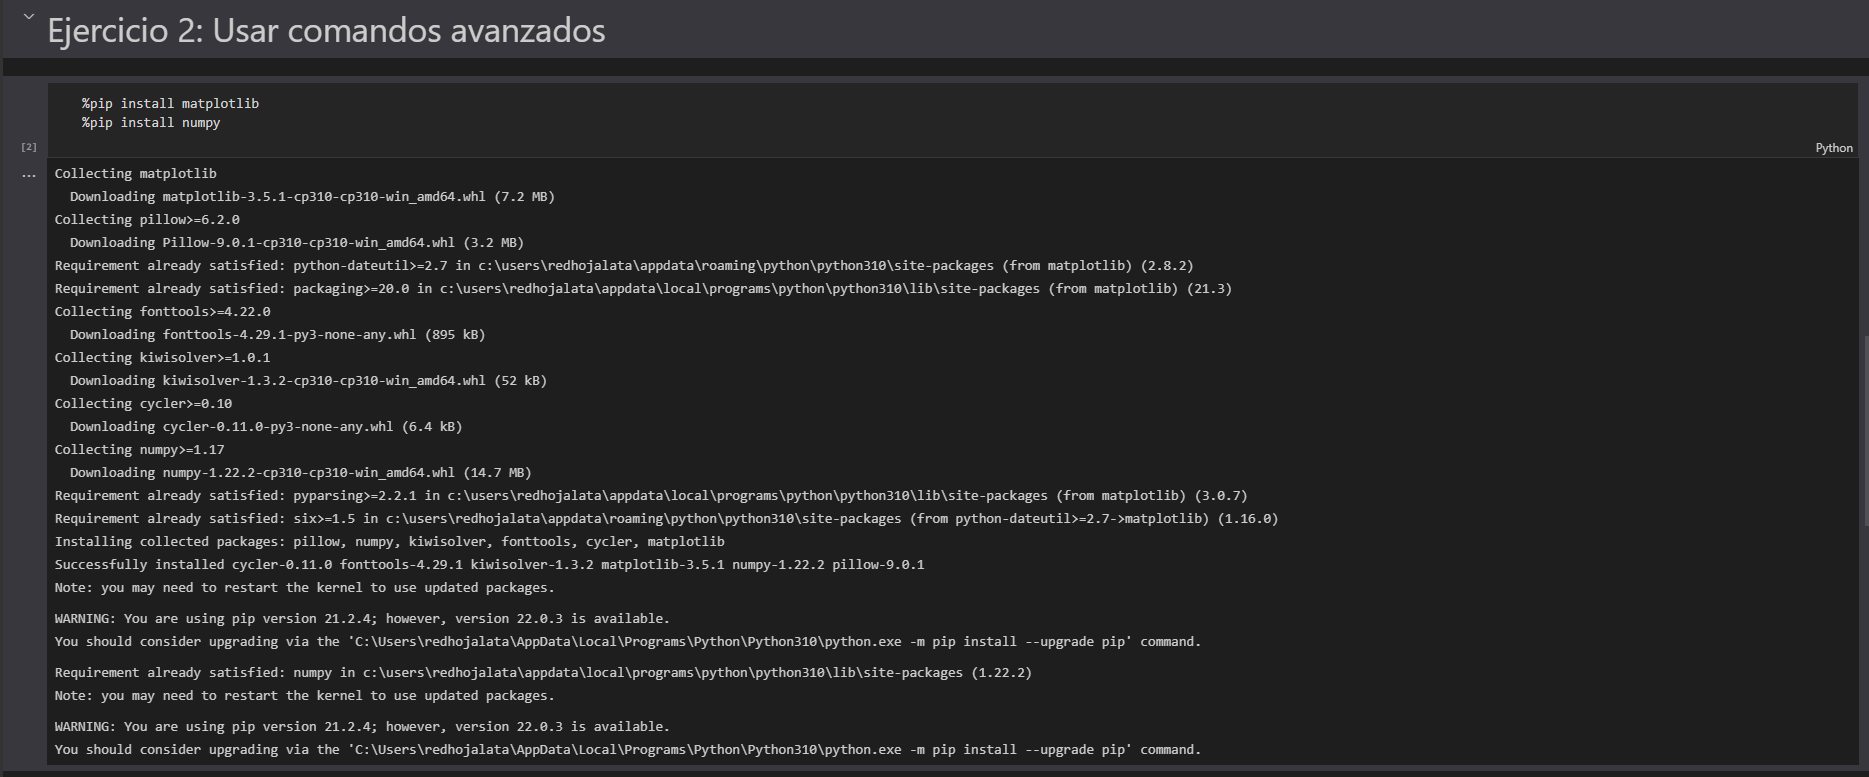 Ejercicio 2: Usar comandos avanzados
%pip install matplotlib
%pip install numpy
[2]
Python
...
Collecting matplotlib
  Downloading matplotlib-3.5.1-cp310-cp310-win_amd64.whl (7.2 MB)
Collecting pillow>=6.2.0
  Downloading Pillow-9.0.1-cp310-cp310-win_amd64.whl (3.2 MB)
Requirement already satisfied: python-dateutil>=2.7 in c:\users\redhojalata\appdata\roaming\python\python310\site-packages (from matplotlib) (2.8.2)
Requirement already satisfied: packaging>=20.0 in c:\users\redhojalata\appdata\local\programs\python\python310\lib\site-packages (from matplotlib) (21.3)
Collecting fonttools>=4.22.0
  Downloading fonttools-4.29.1-py3-none-any.whl (895 kB)
Collecting kiwisolver>=1.0.1
  Downloading kiwisolver-1.3.2-cp310-cp310-win_amd64.whl (52 kB)
Collecting cycler>=0.10
  Downloading cycler-0.11.0-py3-none-any.whl (6.4 kB)
Collecting numpy>=1.17
  Downloading numpy-1.22.2-cp310-cp310-win_amd64.whl (14.7 MB)
Requirement already satisfied: pyparsing>=2.2.1 in c:\users\redhojalata\appdata\local\programs\python\python310\lib\site-packages (from matplotlib) (3.0.7)
Requirement already satisfied: six>=1.5 in c:\users\redhojalata\appdata\roaming\python\python310\site-packages (from python-dateutil>=2.7->matplotlib) (1.16.0)
Installing collected packages: pillow, numpy, kiwisolver, fonttools, cycler, matplotlib
Successfully installed cycler-0.11.0 fonttools-4.29.1 kiwisolver-1.3.2 matplotlib-3.5.1 numpy-1.22.2 pillow-9.0.1
Note: you may need to restart the kernel to use updated packages.
WARNING: You are using pip version 21.2.4; however, version 22.0.3 is available.
You should consider upgrading via the 'C:\Users\redhojalata\AppData\Local\Programs\Python\Python310\python.exe -m pip install --upgrade pip' command.
Requirement already satisfied: numpy in c:\users\redhojalata\appdata\local\programs\python\python310\lib\site-packages (1.22.2)
Note: you may need to restart the kernel to use updated packages.
WARNING: You are using pip version 21.2.4; however, version 22.0.3 is available.
You should consider upgrading via the 'C:\Users\redhojalata\AppData\Local\Programs\Python\Python310\python.exe -m pip install --upgrade pip' command.